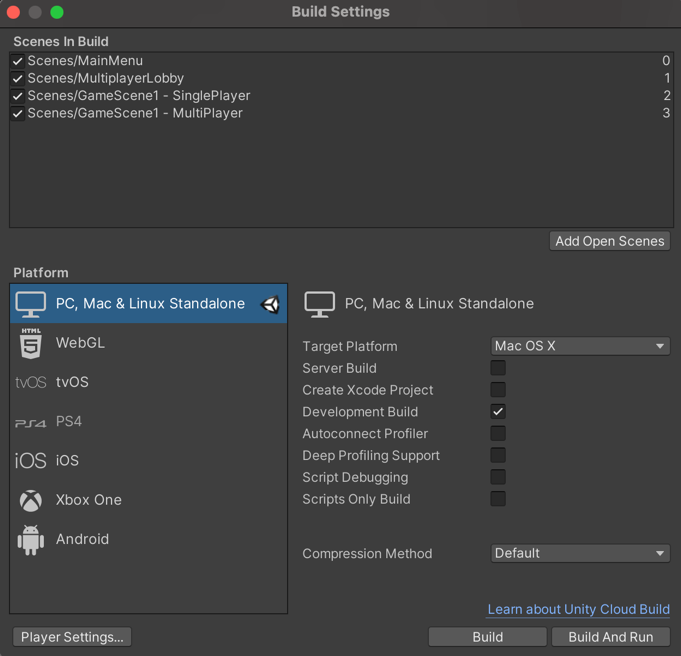 Build Settings
Scenes In Build
Scenes/MainMenu 0
Scenes/MultiplayerLobby 1
Scenes/GameScene1 - SinglePlayer 2
Scenes/GameScene1 - MultiPlayer 3
Add Open Scenes
Platform
PC, Mac & Linux Standalone
HTML 5 WebGL
tvOS tvOS
PS4 PS4
iOS iOS
Xbox One
Android
PC, Mac & Linux Standalone
Target Platform Mac OS X
Server Build
Create Xcode Project
Development Build
Autoconnect Profiler
Deep Profiling Support
Script Debugging
Scripts Only Build
Compression Method Default
Learn about Unity Cloud Build
Player Settings... Build Build And Run